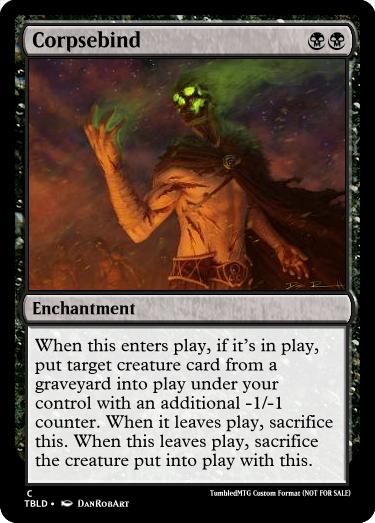 Corpsebind
Enchantment
When this enters play, if it's in play,
put target creature card from a
graveyard into play under your
control with an additional -1/-1
counter. When it leaves play, sacrifice
this. When this leaves play, sacrifice
the creature put into play with this.
C
TBLD • DanRobArt
TumbledMTG Custom Format (NOT FOR SALE)